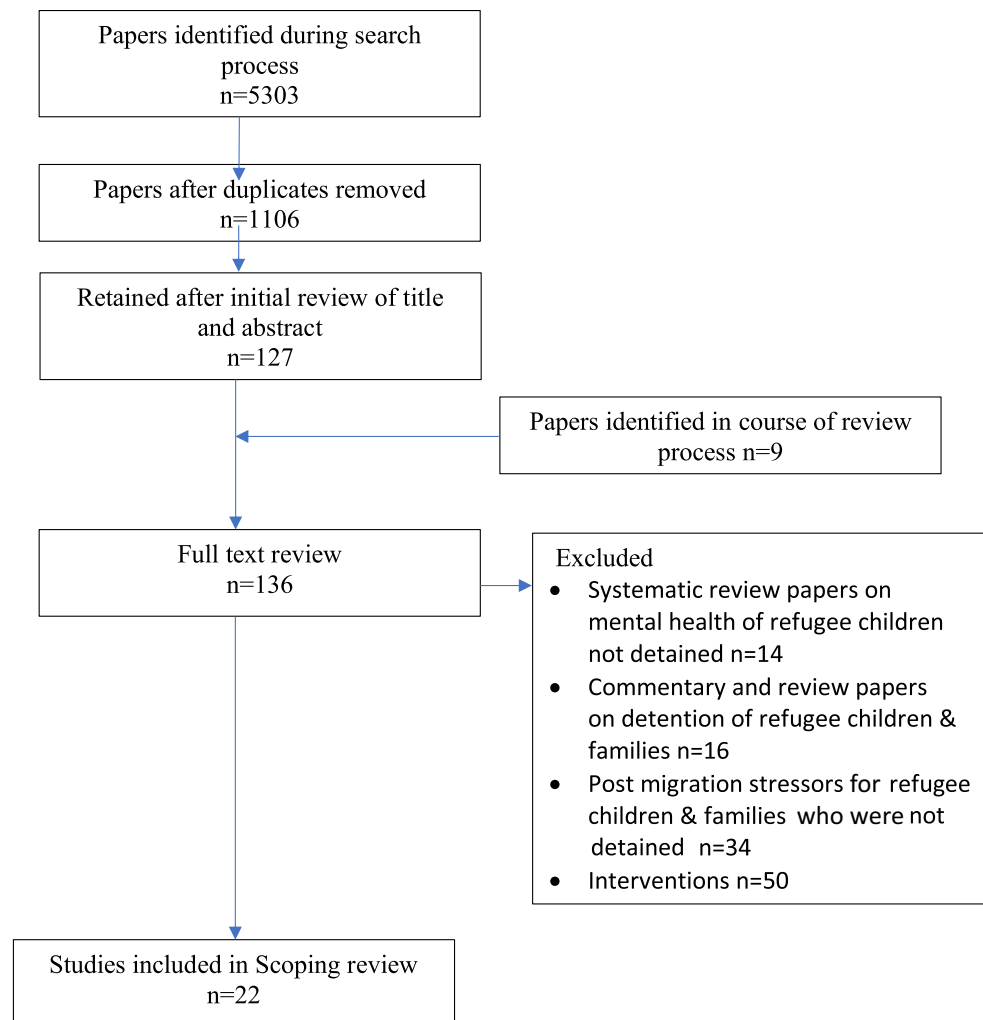 Papers identified during search
process
n=5303
Papers after duplicates removed
n=1106
Retained after initial review of title
and abstract
n=127
Papers identified in course of review
process n=9
Full text review
n=136
Excluded
• Systematic review papers on
mental health of refugee children
not detained n=14
• Commentary and review papers
on detention of refugee children &
families n=16
• Post migration stressors for refugee
children & families who were not
detained n=34
• Interventions n=50
Studies included in Scoping review
n=22